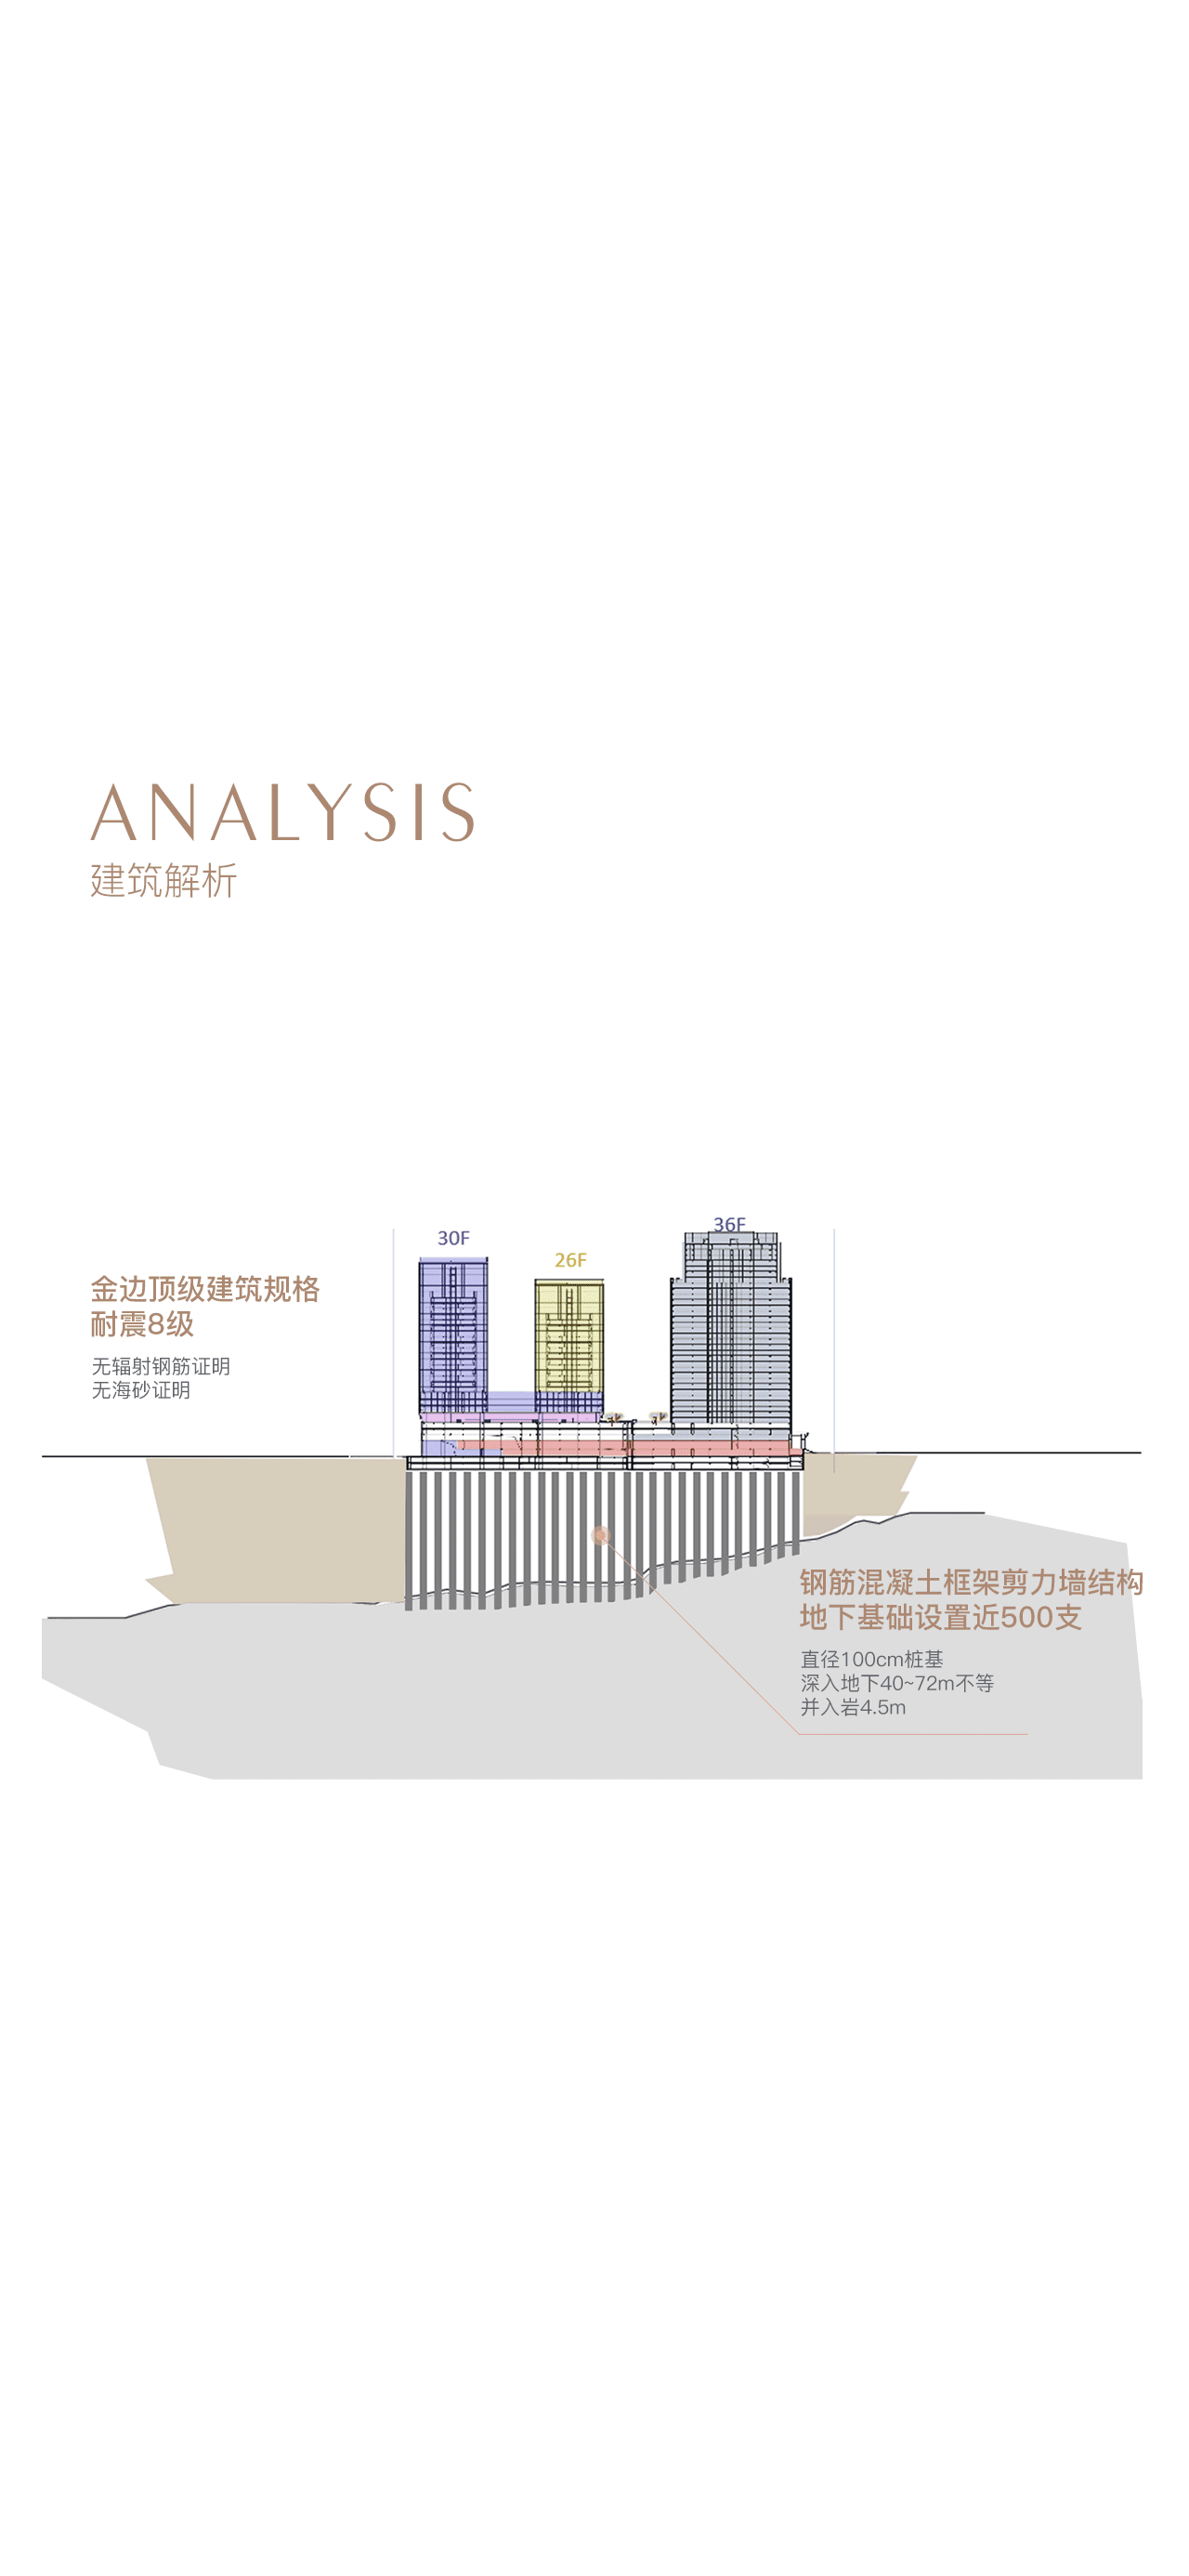 ANALYSIS
建筑解析
30F
26F
36F
金边顶级建筑规格
耐震8级
无辐射钢筋证明
无海砂证明
钢筋混凝土框架剪力墙结构
地下基础设置近500支
直径100cm桩基
深入地下40~72m不等
并入岩4.5m